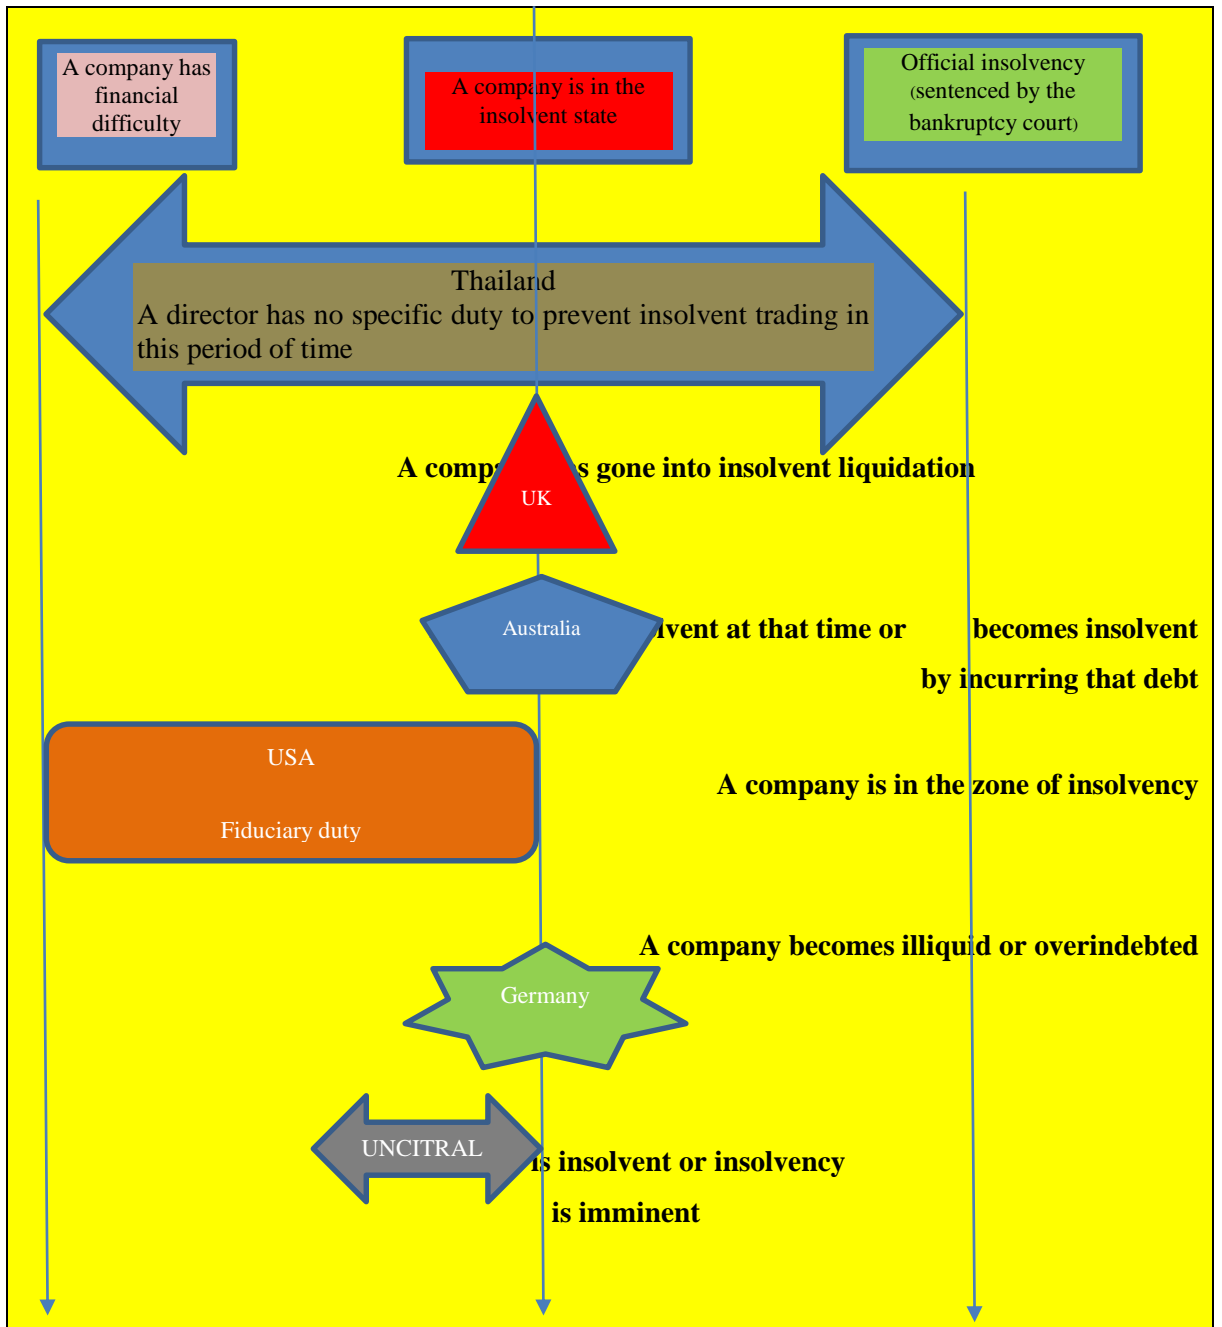 A company has
financial
difficulty
A company is in the
insolvent state
Official insolvency
(sentenced by the
bankruptcy court)
Thailand
A director has no specific duty to prevent insolvent trading in
this period of time
A gone into insolvent liquidation
UK
Australia
at that time or becomes insolvent
by incurring that debt
USA
A company is in the zone of insolvency
Fiduciary duty
A company becomes illiquid or overindebted
Germany
UNCITRAL
is insolvent or insolvency
is imminent